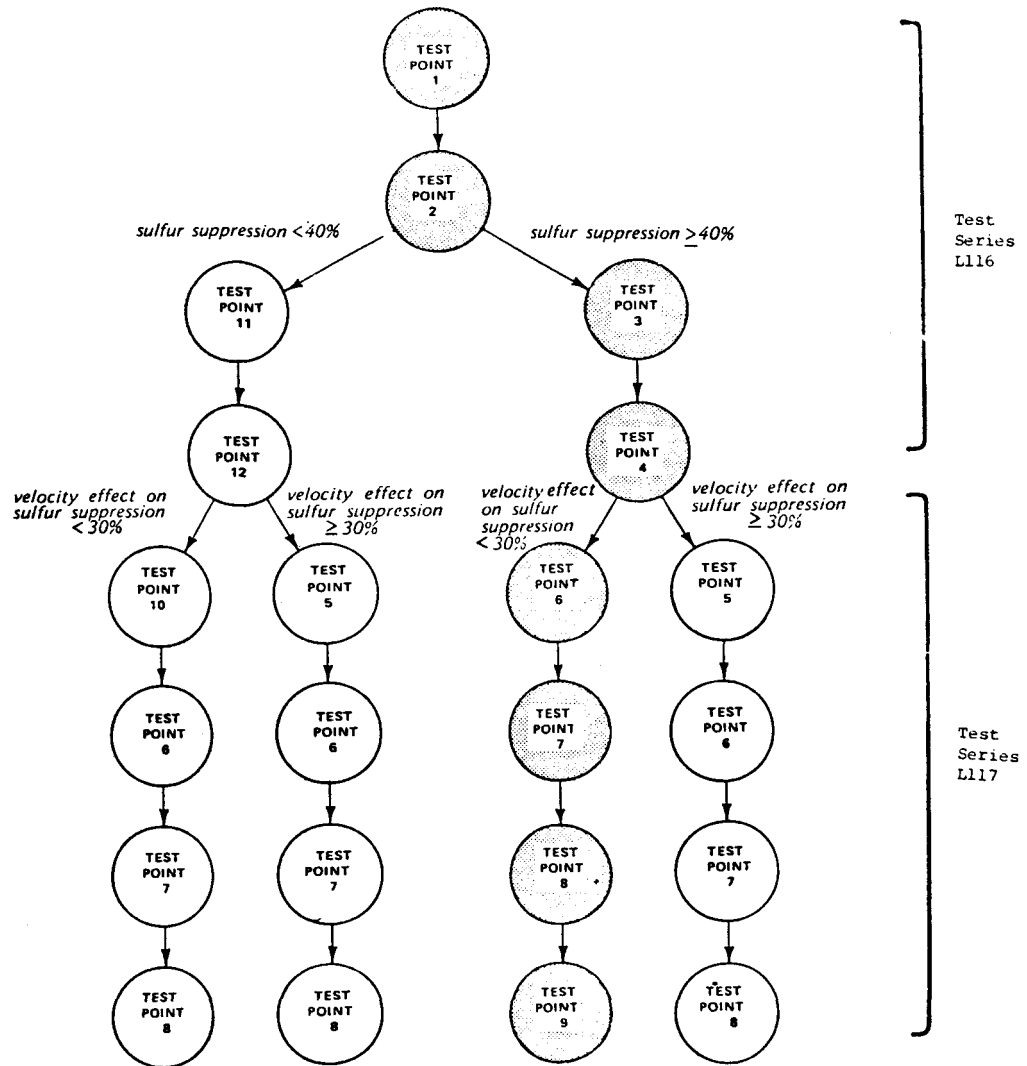 TEST
POINT
1
TEST
POINT
2
sulfur suppression <40%
sulfur suppression ≥40%
TEST
POINT
11
TEST
POINT
3
TEST
POINT
12
TEST
POINT
4
Test
Series
L116
velocity effect on
sulfur suppression
<30%
velocity effect on
sulfur suppression
≥30%
velocity effect
on sulfur
suppression
<30%
velocity effect on
sulfur suppression
≥30%
TEST
POINT
10
TEST
POINT
5
TEST
POINT
6
TEST
POINT
5
TEST
POINT
6
TEST
POINT
6
TEST
POINT
7
TEST
POINT
6
TEST
POINT
7
TEST
POINT
7
TEST
POINT
8
TEST
POINT
7
TEST
POINT
8
TEST
POINT
8
TEST
POINT
9
TEST
POINT
8
Test
Series
L117